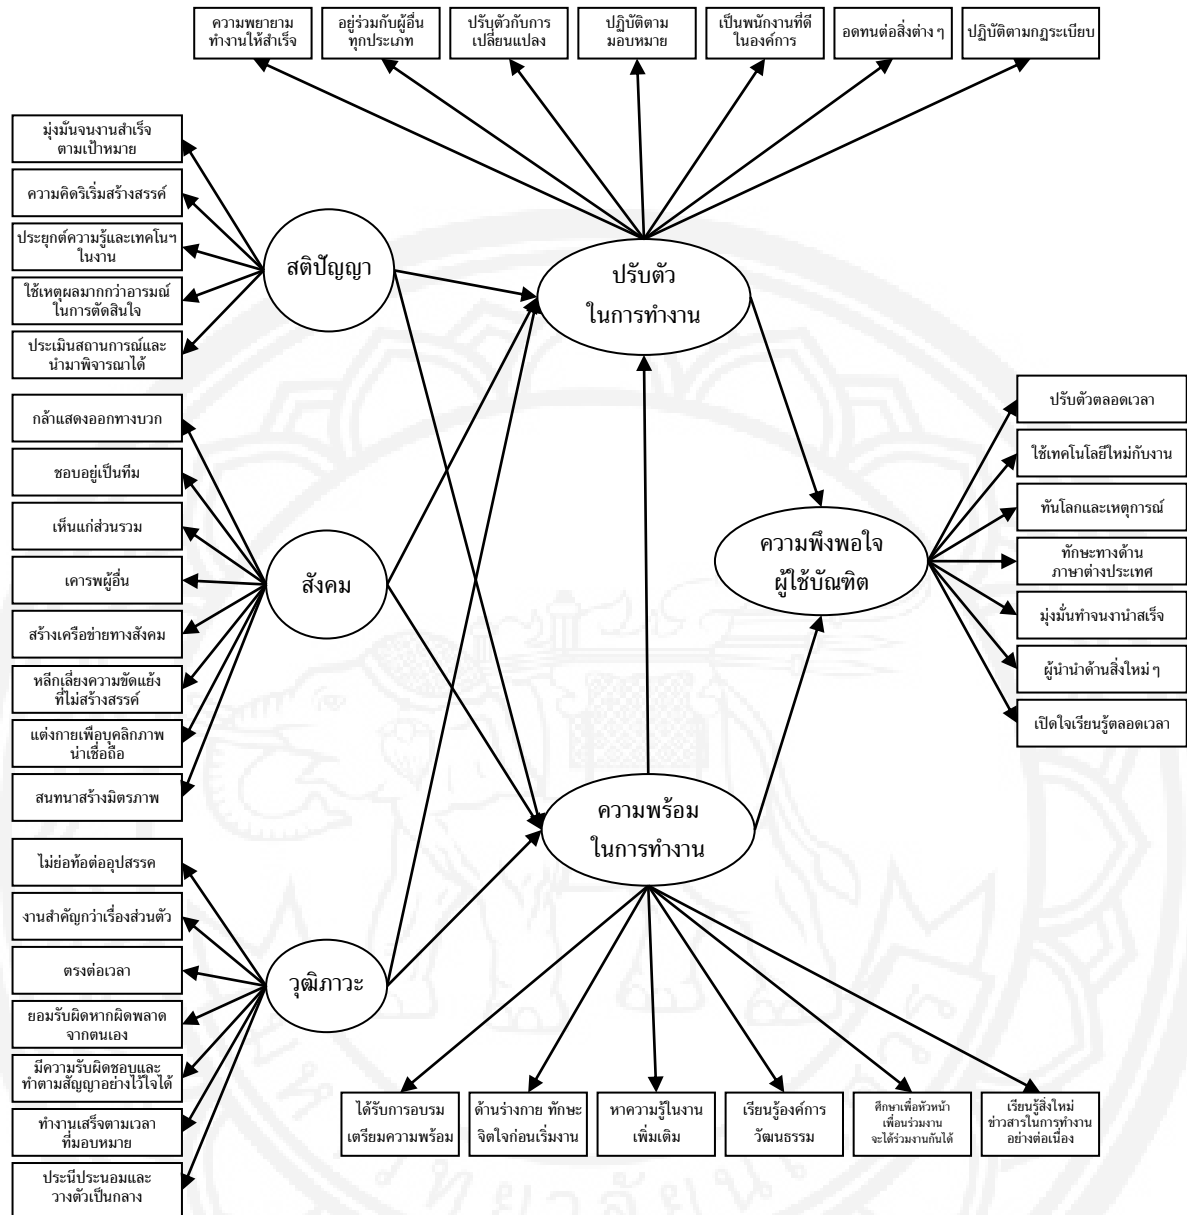 ความพยายาม
ทำงานให้สำเร็จ
อยู่ร่วมกับผู้อื่น
ทุกประเภท
ปรับตัวกับการ
เปลี่ยนแปลง
ปฏิบัติตาม
มอบหมาย
เป็นพนักงานที่ดี
ในองค์การ
อดทนต่อสิ่งต่าง ๆ
ปฏิบัติตามกฎระเบียบ
มุ่งมั่นจนงานสำเร็จ
ตามเป้าหมาย
ความคิดริเริ่มสร้างสรรค์
ประยุกต์ความรู้และเทคโนฯ
ในงาน
ใช้เหตุผลมากกว่าอารมณ์
ในการตัดสินใจ
ประเมินสถานการณ์และ
นำมาพิจารณาได้
สติปัญญา
ปรับตัว
ในการทำงาน
กล้าแสดงออกทางบวก
ชอบอยู่เป็นทีม
เห็นแก่ส่วนรวม
เคารพผู้อื่น
สร้างเครือข่ายทางสังคม
หลีกเลี่ยงความขัดแย้ง
ที่ไม่สร้างสรรค์
แต่งกายเพื่อบุคลิกภาพ
น่าเชื่อถือ
สนทนาสร้างมิตรภาพ
สังคม
ความพึงพอใจ
ผู้ใช้บัณฑิต
ปรับตัวตลอดเวลา
ใช้เทคโนโลยีใหม่กับงาน
ทันโลกและเหตุการณ์
ทักษะทางด้าน
ภาษาต่างประเทศ
มุ่งมั่นทำจนงานำสเร็จ
ผู้นำนำด้านสิ่งใหม่ ๆ
เปิดใจเรียนรู้ตลอดเวลา
ความพร้อม
ในการทำงาน
ไม่ย่อท้อต่ออุปสรรค
งานสำคัญกว่าเรื่องส่วนตัว
ตรงต่อเวลา
ยอมรับผิดหากผิดพลาด
จากตนเอง
มีความรับผิดชอบและ
ทำตามสัญญาอย่างไว้ใจได้
ทำงานเสร็จตามเวลา
ที่มอบหมาย
ประนีประนอมและ
วางตัวเป็นกลาง
วุฒิภาวะ
ได้รับการอบรม
เตรียมความพร้อม
ด้านร่างกาย ทักษะ
จิตใจก่อนเริ่มงาน
หาความรู้ในงาน
เพิ่มเติม
เรียนรู้องค์การ
วัฒนธรรม
ศึกษาเพื่อหัวหน้า
เพื่อนร่วมงาน
จะได้ร่วมงานกันได้
เรียนรู้สิ่งใหม่
ข่าวสารในการทำงาน
อย่างต่อเนื่อง